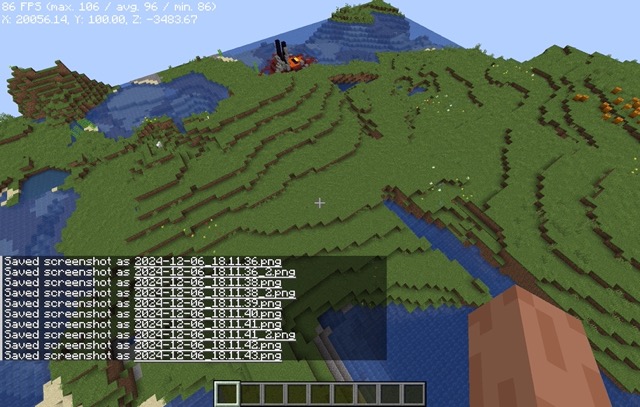 86 FPS (max. 106 / avg. 96 / min. 86)
X: 20056.14, Y: 100.00, Z: -3483.67
Saved screenshot as 2024-12-06_18.11.36.png
Saved screenshot as 2024-12-06_18.11.36_2.png
Saved screenshot as 2024-12-06_18.11.38.png
Saved screenshot as 2024-12-06_18.11.38_2.png
Saved screenshot as 2024-12-06_18.11.39.png
Saved screenshot as 2024-12-06_18.11.40.png
Saved screenshot as 2024-12-06_18.11.41.png
Saved screenshot as 2024-12-06_18.11.41_2.png
Saved screenshot as 2024-12-06_18.11.42.png
Saved screenshot as 2024-12-06_18.11.43.png